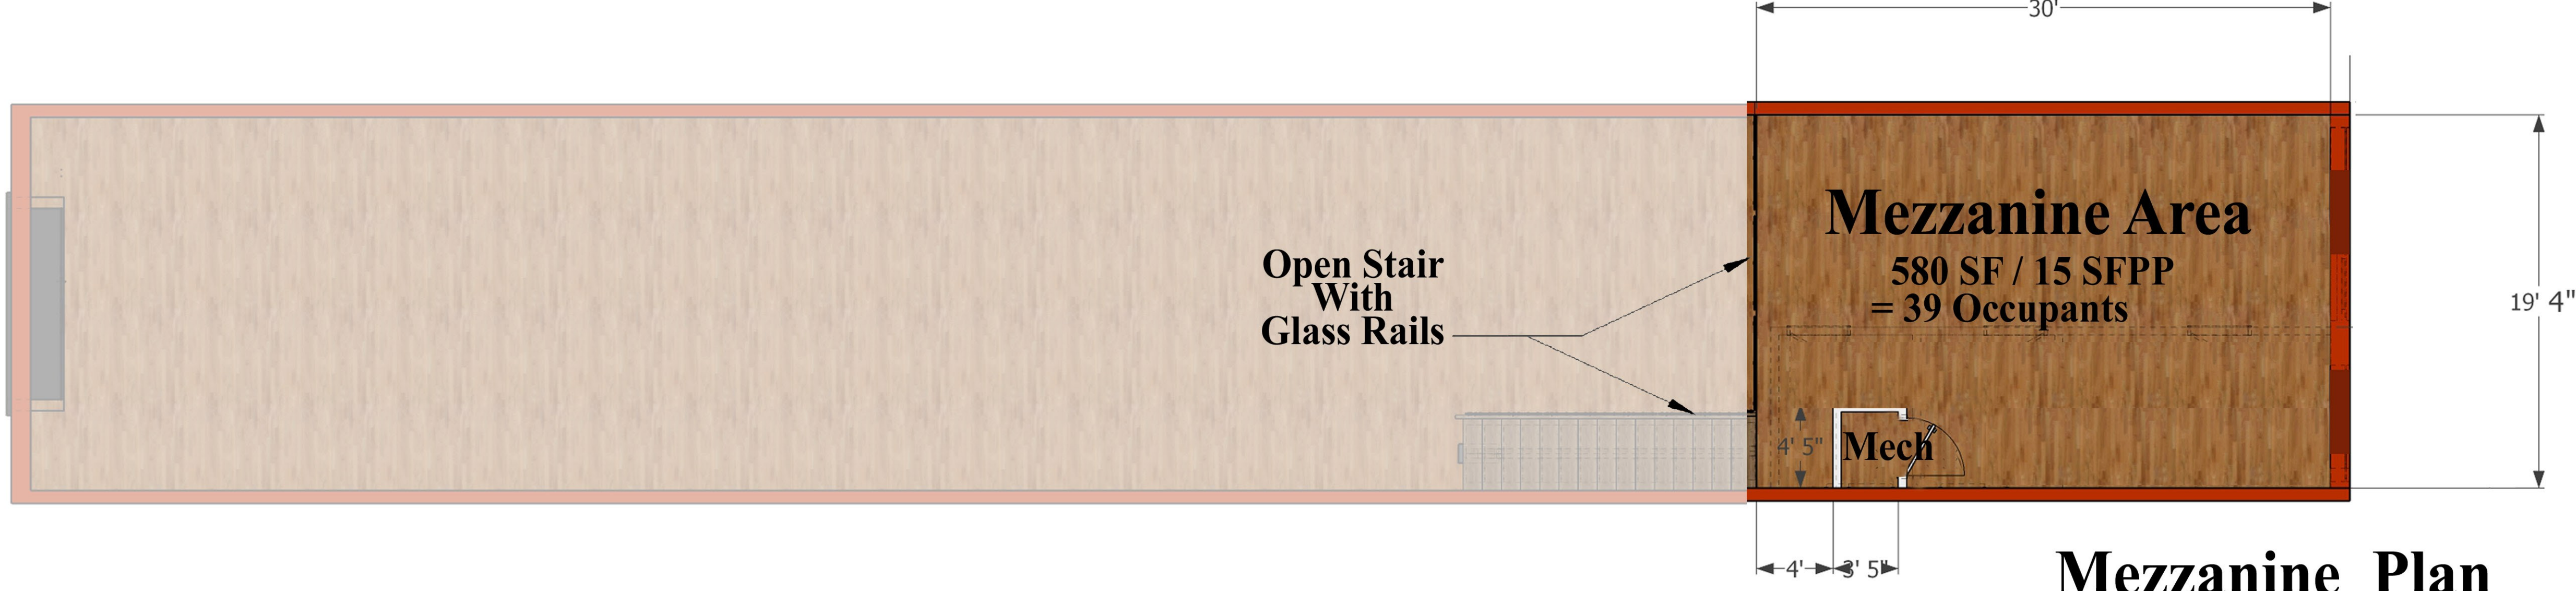 30'
Mezzanine Area
580 SF / 15 SFPP
= 39 Occupants
Open Stair
With
Glass Rails
19' 4"
4' 5"
Mech
4'
3' 5"
Mezzanine Plan